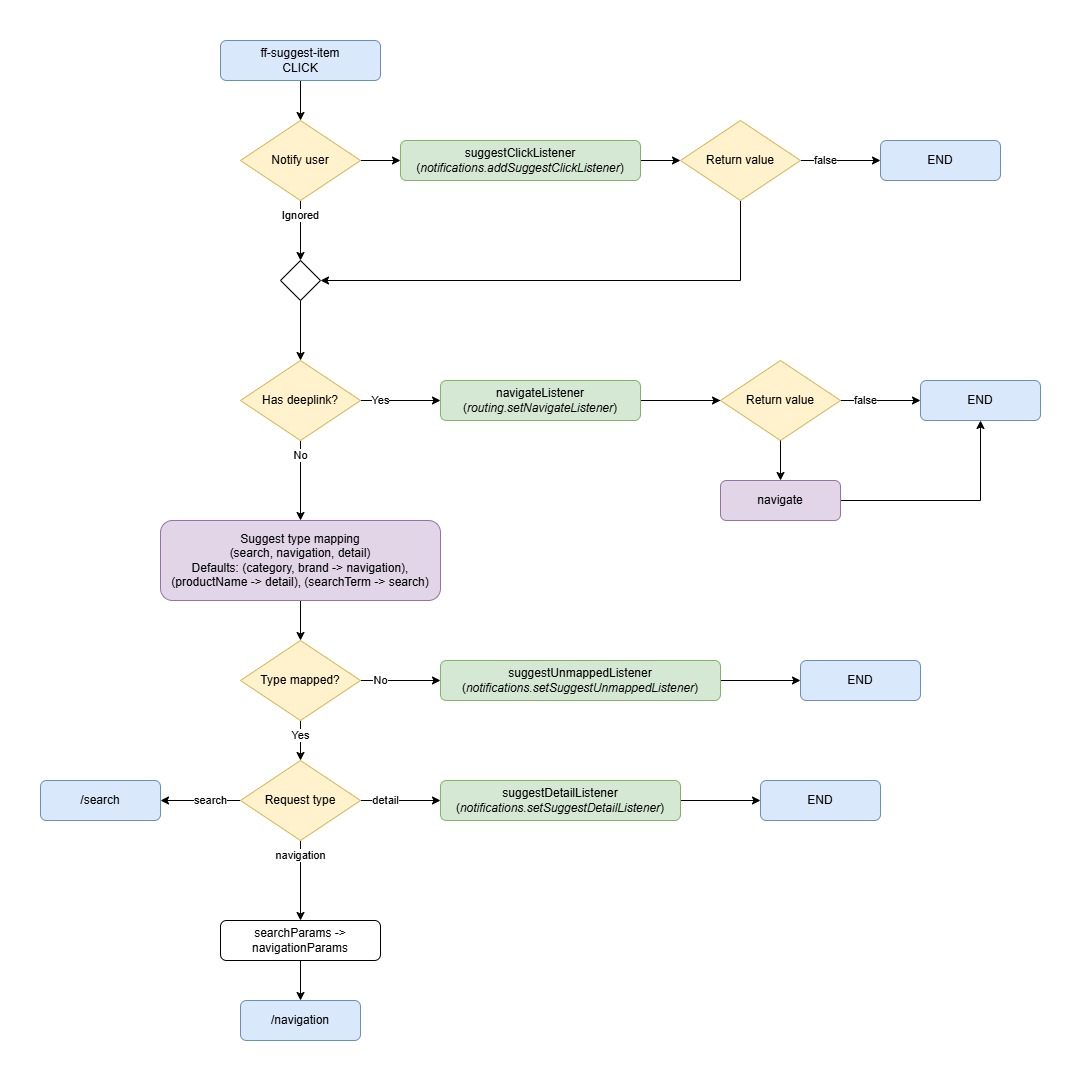 ff-suggest-item
CLICK
Notify user
suggestClickListener
(notifications.addSuggestClickListener)
Return value
false
END
Ignored
Has deeplink?
Yes
navigateListener
(routing.setNavigateListener)
Return value
false
END
No
navigate
Suggest type mapping
(search, navigation, detail)
Defaults: (category, brand -> navigation),
(productName -> detail), (searchTerm -> search)
Type mapped?
No
suggestUnmappedListener
(notifications.setSuggestUnmappedListener)
END
Yes
/search
search
Request type
detail
suggestDetailListener
(notifications.setSuggestDetailListener)
END
navigation
searchParams ->
navigationParams
/navigation